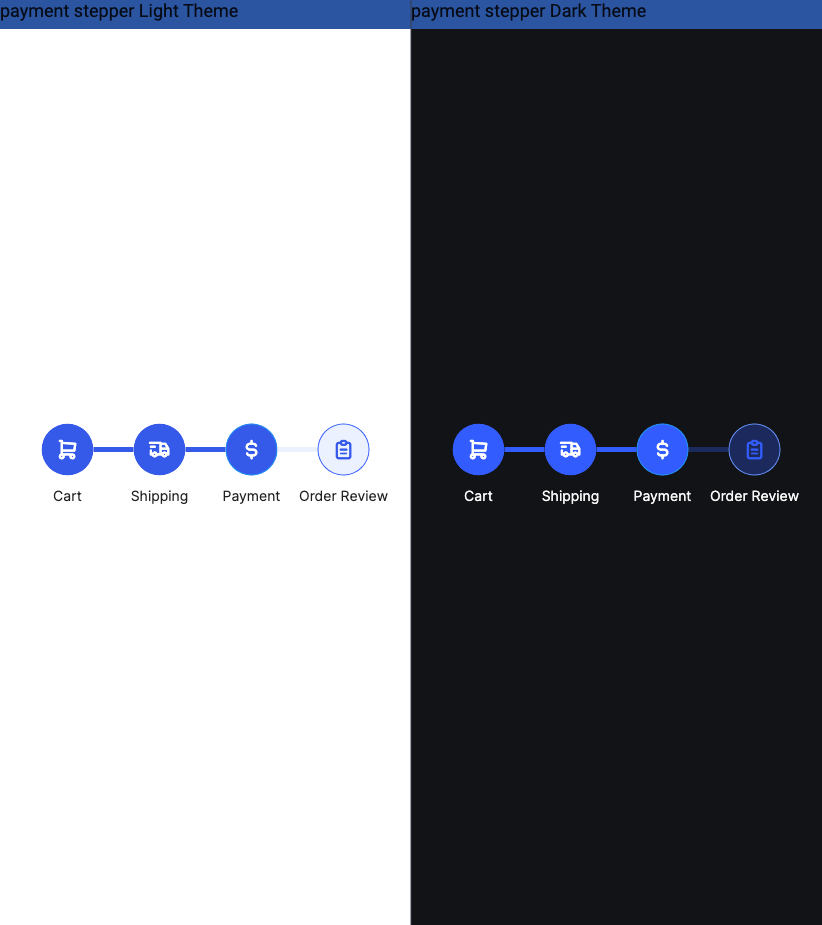 payment stepper Light Theme
payment stepper Dark Theme
Cart Shipping Payment Order Review
Cart Shipping Payment Order Review